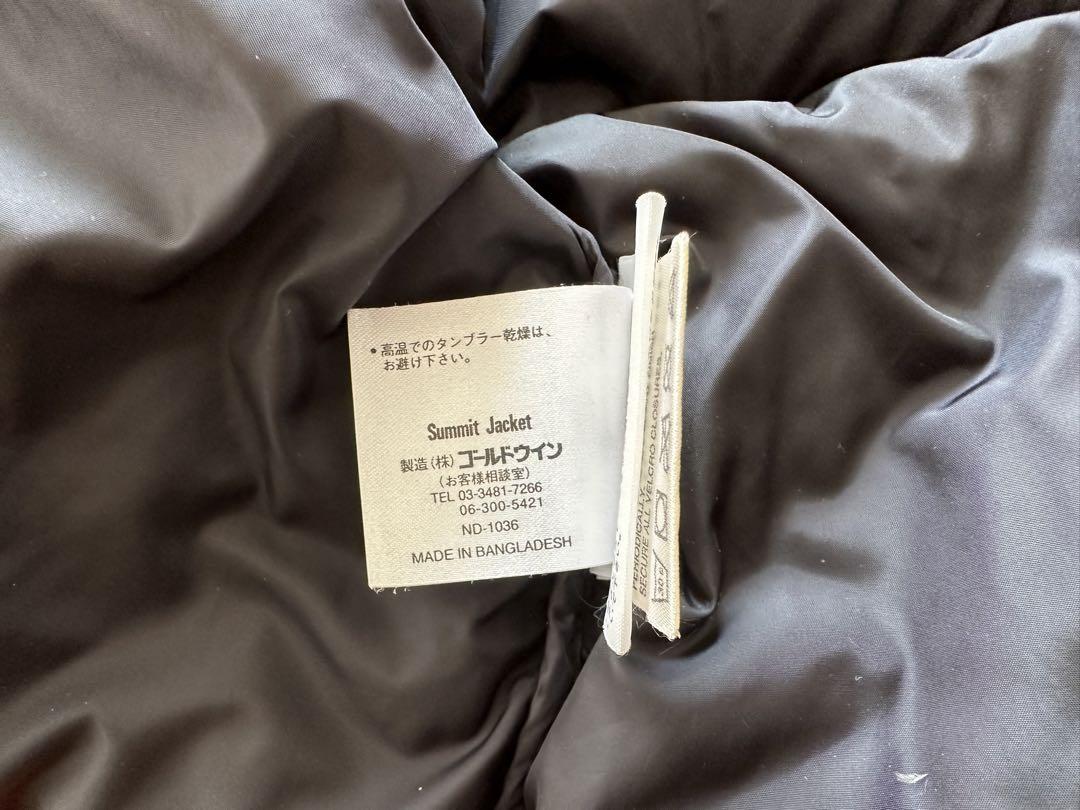 •高温でのタンブラー乾燥は、
お避け下さい。
Summit Jacket
製造(株)ゴールドウイン
(お客様相談室)
TEL 03-3481-7266
06-300-5421
ND-1036
MADE IN BANGLADESH
PERIODICALLY.
SECURE ALL VELCRO CLOSURES.
30